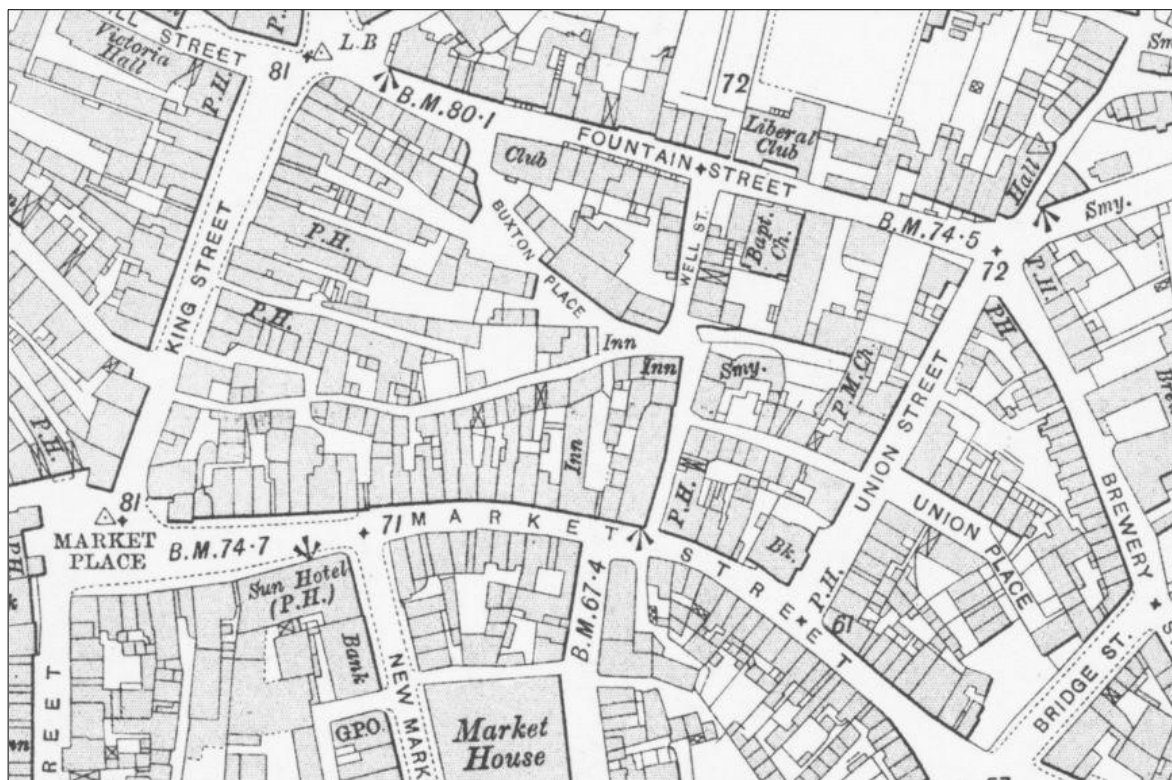 STREET
Victoria
Hall
P.H.
81
L.B
B.M.80·1
72
Club
FOUNTAIN STREET
Liberal
Club
Hall
Smy.
B.M.74·5
72
KING STREET
P.H.
P.H.
BUXTON PLACE
WELL ST.
Bapt.
Ch.
P.H.
PH.
Inn
Inn
Smy.
P.M.Ch.
UNION STREET
BREWERY
P.H.
Inn
P.H.
81
MARKET
PLACE
B.M.74·7
71
MARKET STREET
Bk.
UNION PLACE
P.H.
61
PH
Sun Hotel
(P.H.)
B.M.67·4
Bank
NEW MARK
GPO.
Market
House
BRIDGE ST.
REET